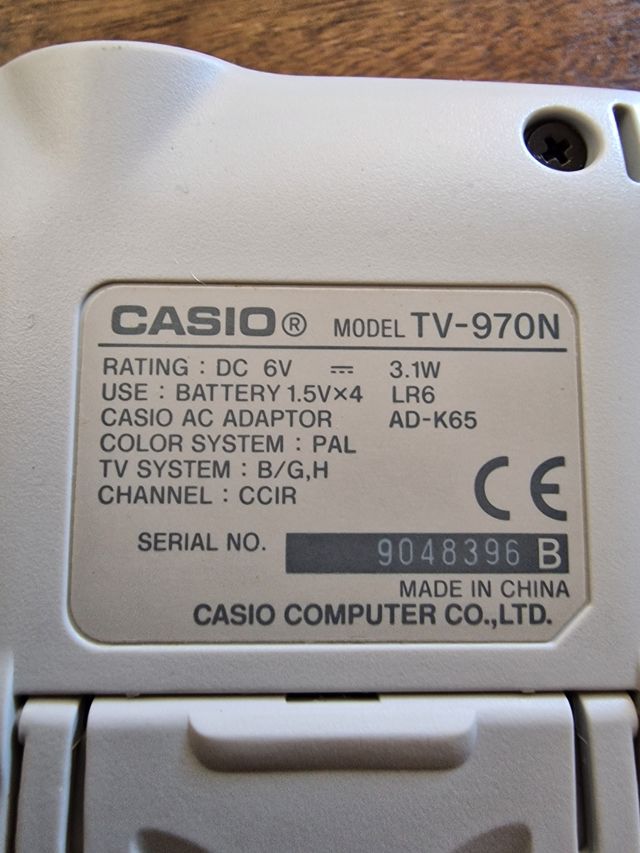 CASIO® MODEL TV-970N
RATING : DC 6V ⎓ 3.1W
USE : BATTERY 1.5V×4 LR6
CASIO AC ADAPTOR AD-K65
COLOR SYSTEM : PAL
TV SYSTEM : B/G,H
CHANNEL : CCIR
CE
SERIAL NO. 9048396 B
MADE IN CHINA
CASIO COMPUTER CO.,LTD.